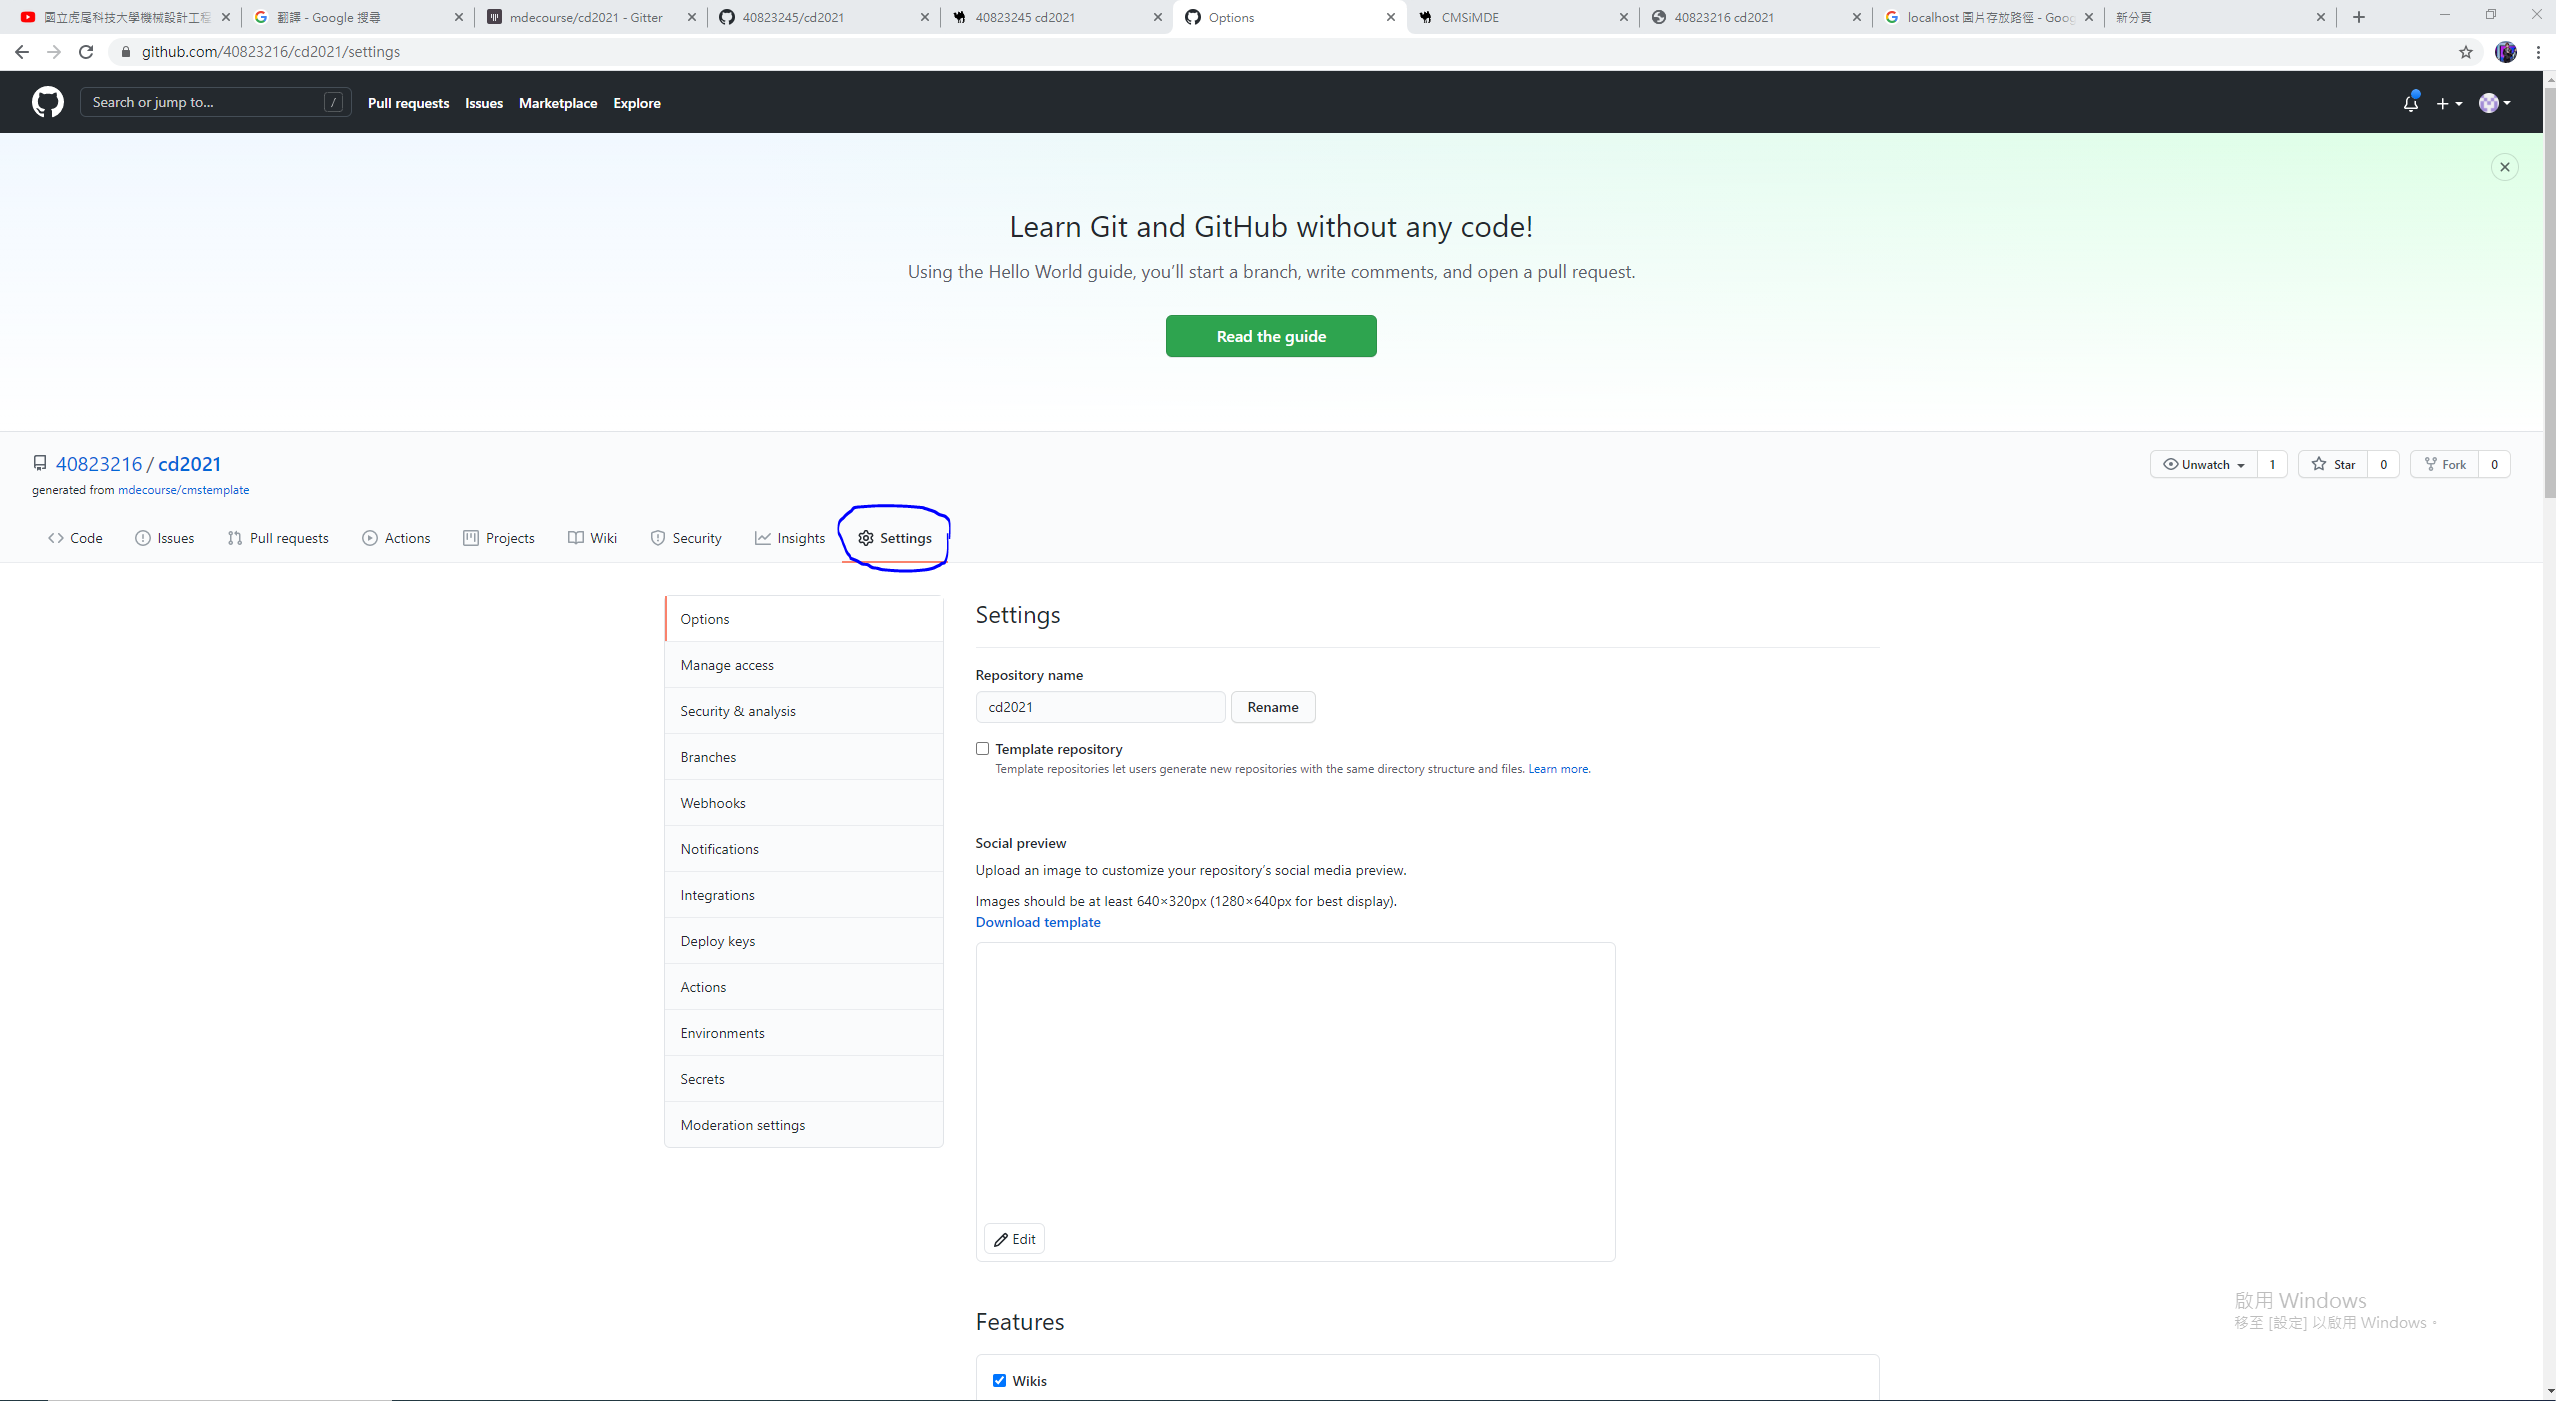 國立虎尾科技大學機械設計工程
翻譯 - Google 搜尋
mdecourse/cd2021 - Gitter
40823245/cd2021
40823245 cd2021
Options
CMSiMDE
40823216 cd2021
localhost 圖片存放路徑 - Goog
新分頁
github.com/40823216/cd2021/settings
Search or jump to...
/
Pull requests
Issues
Marketplace
Explore
Learn Git and GitHub without any code!
Using the Hello World guide, you’ll start a branch, write comments, and open a pull request.
Read the guide
40823216 / cd2021
Unwatch 1
Star 0
Fork 0
generated from mdecourse/cmstemplate
Code
Issues
Pull requests
Actions
Projects
Wiki
Security
Insights
Settings
Options
Manage access
Security & analysis
Branches
Webhooks
Notifications
Integrations
Deploy keys
Actions
Environments
Secrets
Moderation settings
Settings
Repository name
cd2021
Rename
Template repository
Template repositories let users generate new repositories with the same directory structure and files. Learn more.
Social preview
Upload an image to customize your repository’s social media preview.
Images should be at least 640×320px (1280×640px for best display).
Download template
Edit
Features
Wikis
啟用 Windows
移至 [設定] 以啟用 Windows。